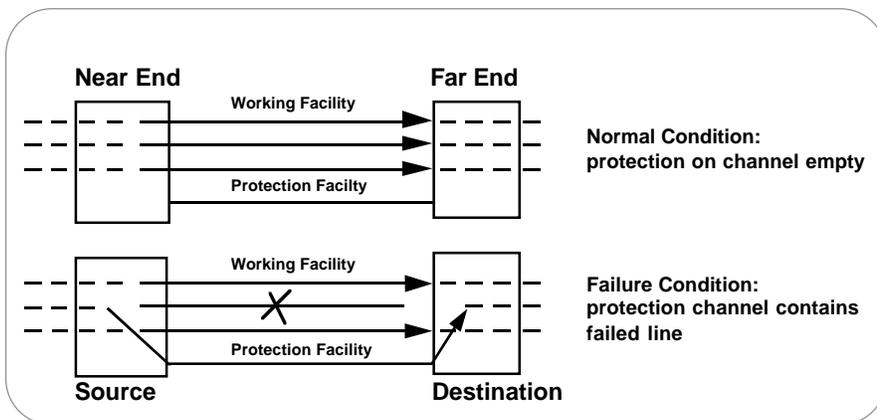 Near End
Far End
Working Facility
Protection Facilty
Normal Condition:
protection on channel empty
Working Facility
Protection Facility
Failure Condition:
protection channel contains
failed line
Source
Destination